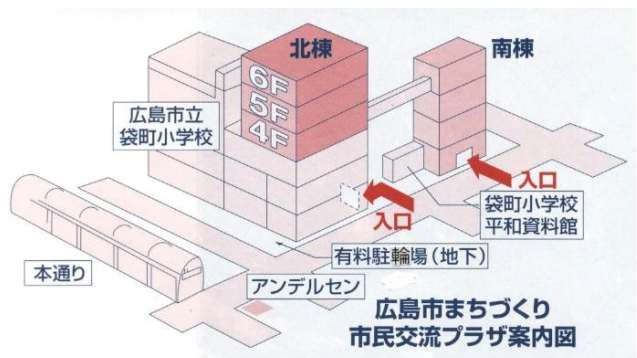 北棟
南棟
6F
5F
4F
広島市立
袋町小学校
入口
入口
袋町小学校
平和資料館
有料駐輪場（地下）
本通り
アンデルセン
広島市まちづくり
市民交流プラザ案内図